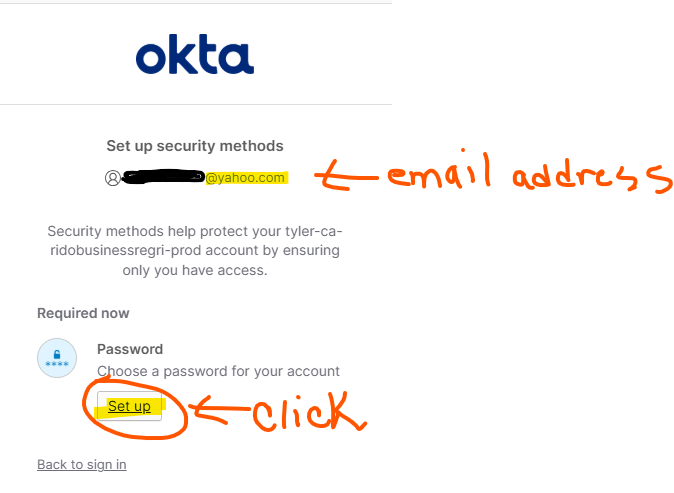 okta
Set up security methods
@yahoo.com ← email address
Security methods help protect your tyler-ca-
ridobusinessregri-prod account by ensuring
only you have access.
Required now
Password
****
Choose a password for your account
Set up ← click
Back to sign in